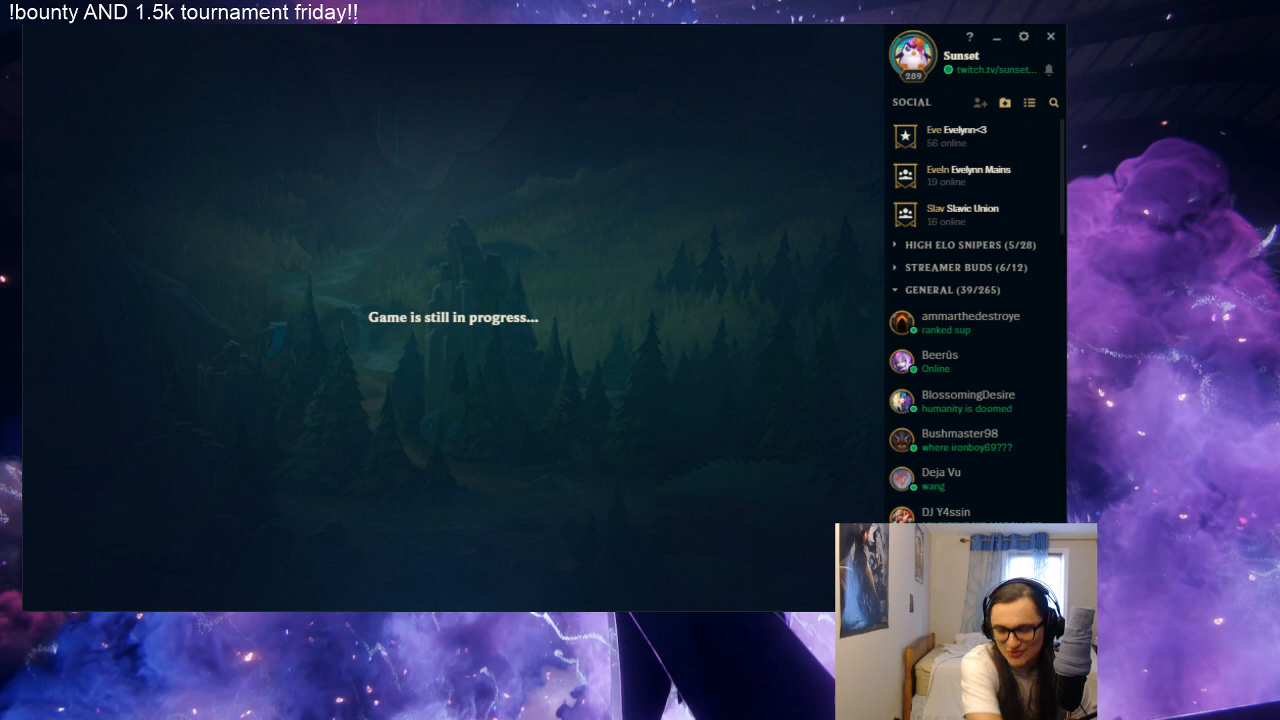 !bounty AND 1.5k tournament friday!!
?
Sunset
289
twitch.tv/sunset...
SOCIAL
Eve Evelynn<3
56 online
Eveln Evelynn Mains
19 online
Slav Slavic Union
16 online
HIGH ELO SNIPERS (5/28)
STREAMER BUDS (6/12)
GENERAL (39/265)
ammarthedestroye
ranked sup
Beerûs
Online
BlossomingDesire
humanity is doomed
Bushmaster98
where ironboy69???
Deja Vu
wang
DJ Y4ssin
Game is still in progress...